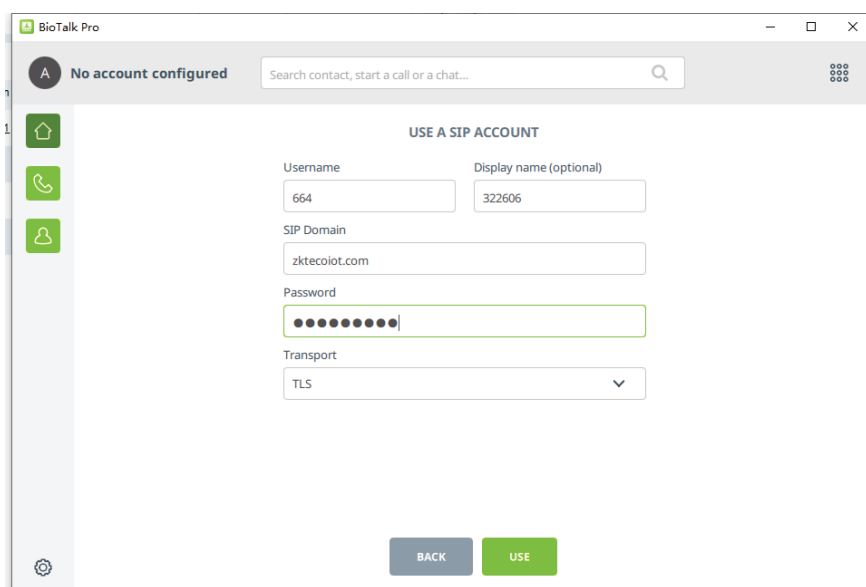 BioTalk Pro
A
No account configured
Search contact, start a call or a chat...
USE A SIP ACCOUNT
Username
Display name (optional)
664
322606
SIP Domain
zktecoiot.com
Password
●●●●●●●●●
Transport
TLS
BACK
USE